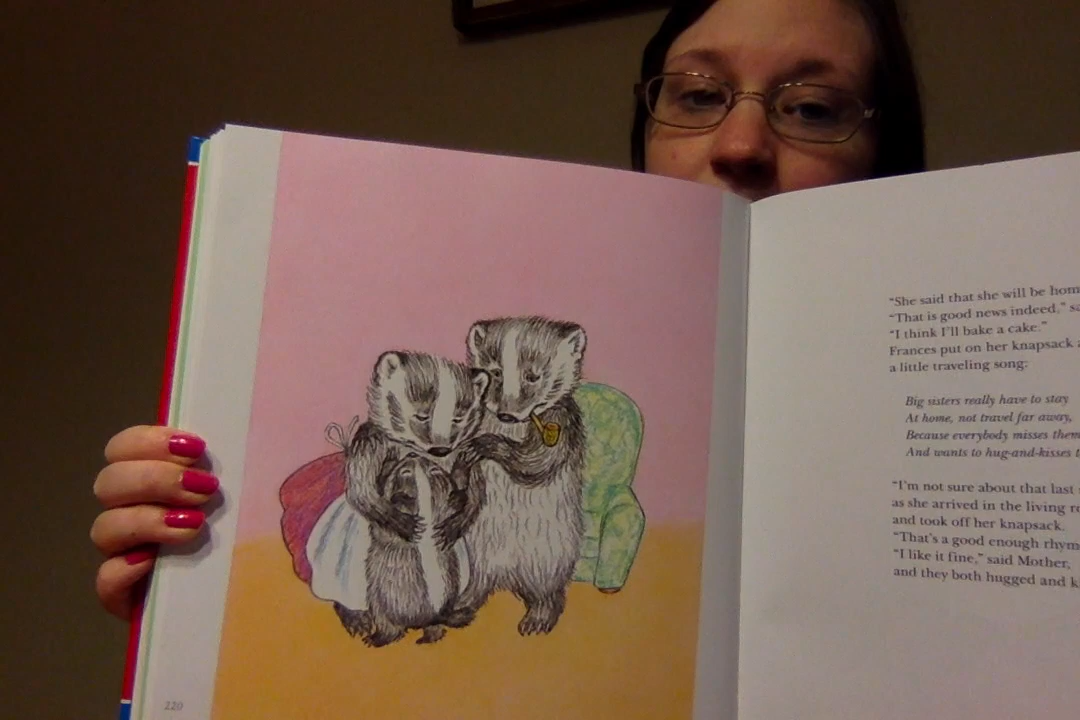 "She said that she will be hom
"That is good news indeed," sa
"I think I'll bake a cake."
Frances put on her knapsack a
a little traveling song:
Big sisters really have to stay
At home, not travel far away,
Because everybody misses them
And wants to hug-and-kisses t
"I'm not sure about that last
as she arrived in the living ro
and took off her knapsack.
"That's a good enough rhym
"I like it fine," said Mother,
and they both hugged and k
220